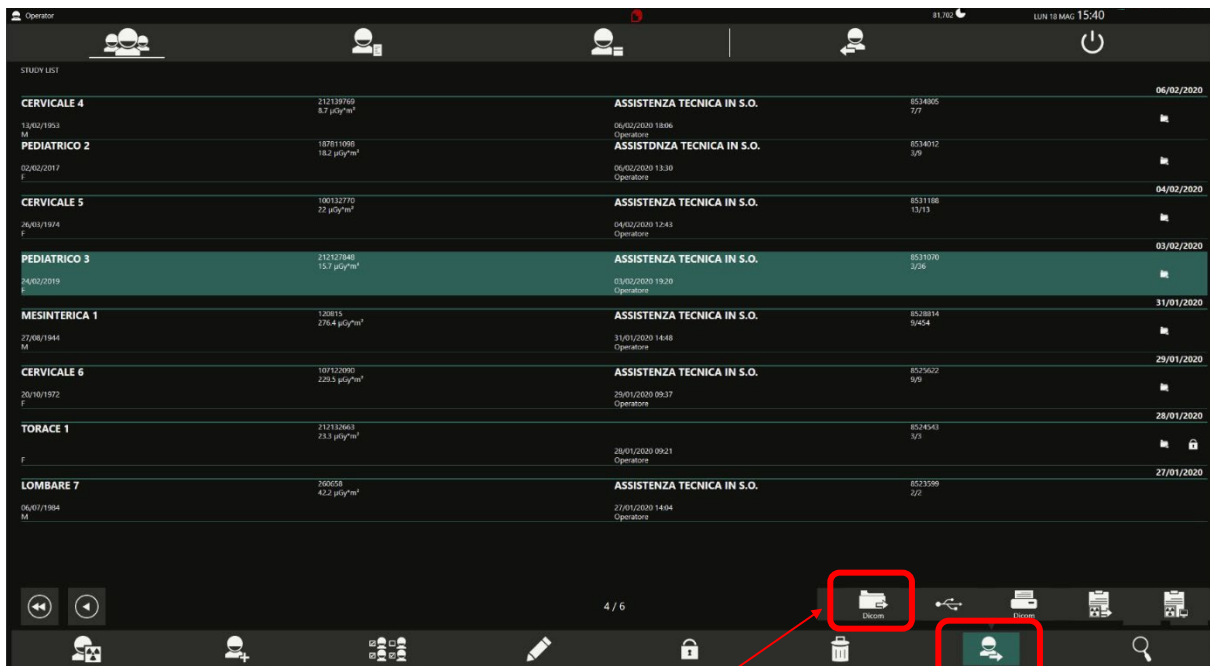 Operator
81,702
LUN 18 MAG 15:40
STUDY LIST
06/02/2020
CERVICALE 4 212139769 ASSISTENZA TECNICA IN S.O. 8534805
8.7 µGy*m² 7/7
13/02/1953 06/02/2020 18:06
M Operatore
PEDIATRICO 2 187811098 ASSISTDNZA TECNICA IN S.O. 8534012
18.2 µGy*m² 3/9
02/02/2017 06/02/2020 13:30
F Operatore
04/02/2020
CERVICALE 5 100132770 ASSISTENZA TECNICA IN S.O. 8531188
22 µGy*m² 13/13
26/03/1974 04/02/2020 12:43
F Operatore
03/02/2020
PEDIATRICO 3 212127848 ASSISTENZA TECNICA IN S.O. 8531070
15.7 µGy*m² 3/36
24/02/2019 03/02/2020 19:20
F Operatore
31/01/2020
MESINTERICA 1 120815 ASSISTENZA TECNICA IN S.O. 8528814
276.4 µGy*m² 9/454
27/08/1944 31/01/2020 14:48
M Operatore
29/01/2020
CERVICALE 6 107122090 ASSISTENZA TECNICA IN S.O. 8525622
229.5 µGy*m² 9/9
20/10/1972 29/01/2020 09:37
F Operatore
28/01/2020
TORACE 1 212132663 8524543
23.3 µGy*m² 3/3
28/01/2020 09:21
F Operatore
27/01/2020
LOMBARE 7 260658 ASSISTENZA TECNICA IN S.O. 8523599
42.2 µGy*m² 2/2
06/07/1984 27/01/2020 14:04
M Operatore
4 / 6
Dicom Dicom